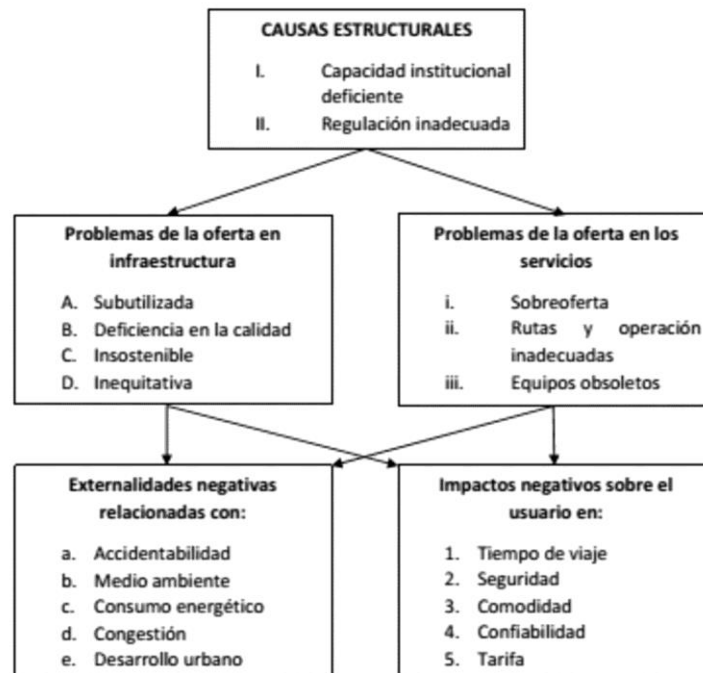 CAUSAS ESTRUCTURALES
I. Capacidad institucional
deficiente
II. Regulación inadecuada
Problemas de la oferta en
infraestructura
A. Subutilizada
B. Deficiencia en la calidad
C. Insostenible
D. Inequitativa
Problemas de la oferta en los
servicios
i. Sobreoferta
ii. Rutas y operación
inadecuadas
iii. Equipos obsoletos
Externalidades negativas
relacionadas con:
a. Accidentabilidad
b. Medio ambiente
c. Consumo energético
d. Congestión
e. Desarrollo urbano
Impactos negativos sobre el
usuario en:
1. Tiempo de viaje
2. Seguridad
3. Comodidad
4. Confiabilidad
5. Tarifa